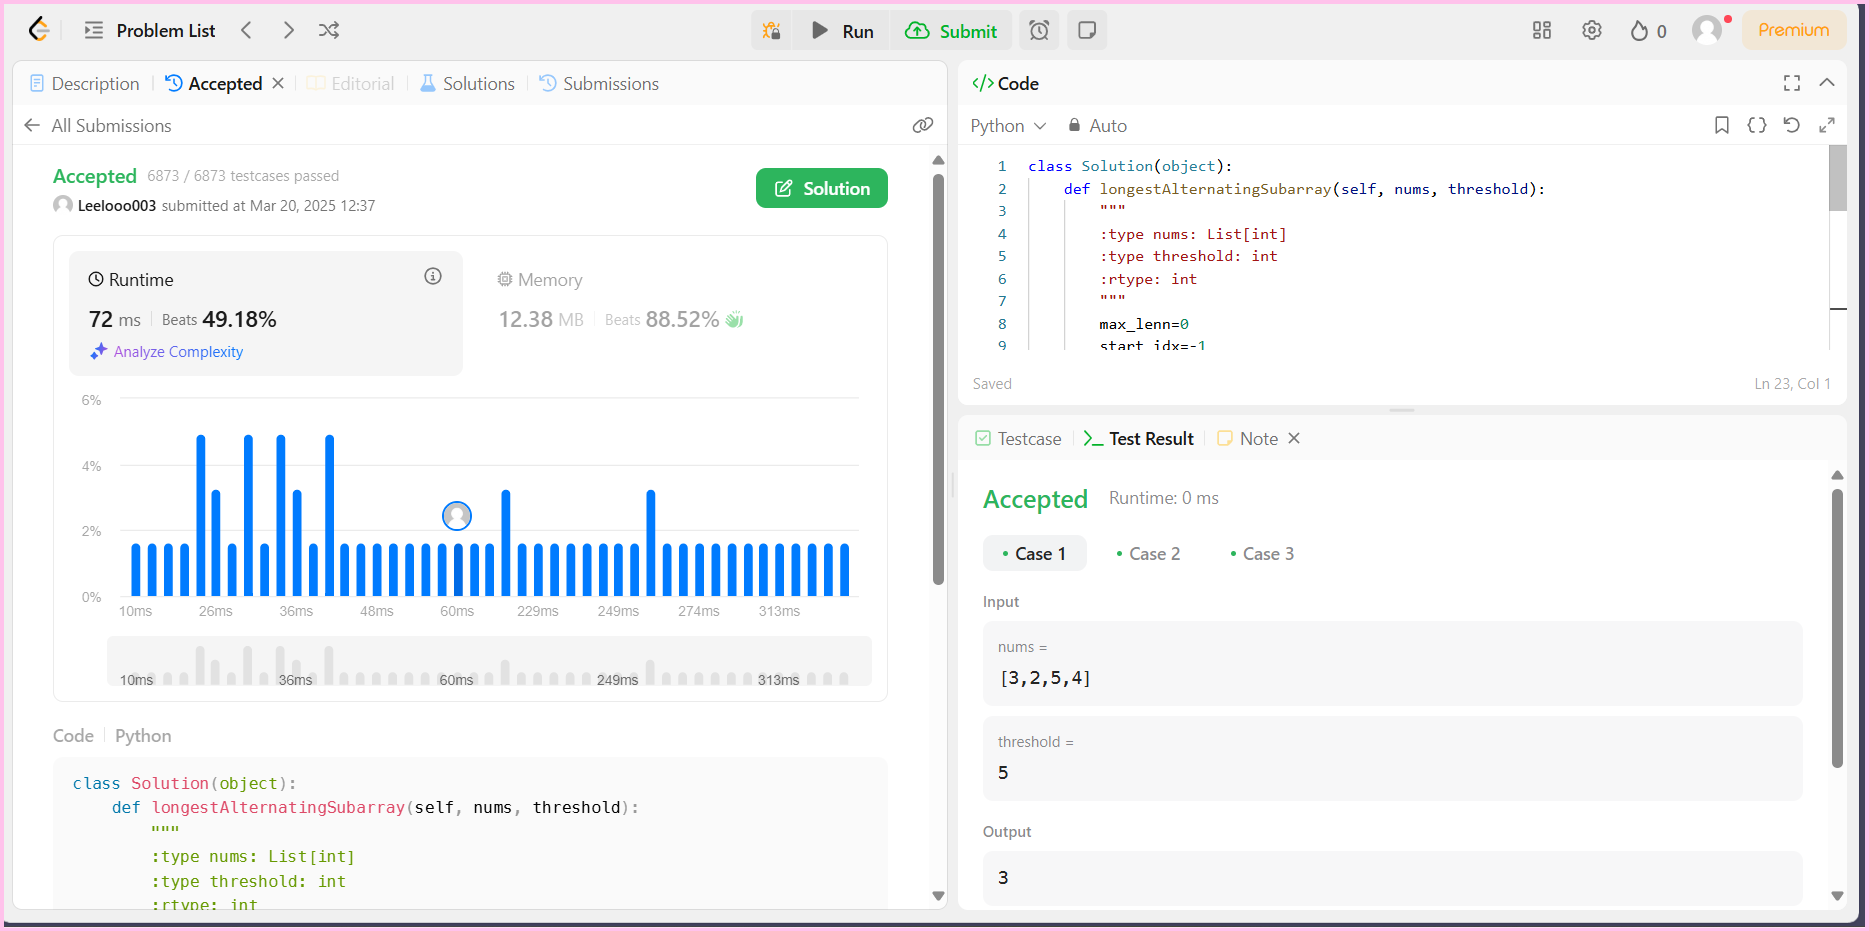 Problem List
Run
Submit
0
Premium
Description
Accepted
Editorial
Solutions
Submissions
All Submissions
Accepted 6873 / 6873 testcases passed
Leelooo003 submitted at Mar 20, 2025 12:37
Solution
Runtime
72 ms Beats 49.18%
Analyze Complexity
Memory
12.38 MB Beats 88.52%
6%
4%
2%
0%
10ms 26ms 36ms 48ms 60ms 229ms 249ms 274ms 313ms
10ms 36ms 60ms 249ms 313ms
Code Python
class Solution(object):
def longestAlternatingSubarray(self, nums, threshold):
"""
:type nums: List[int]
:type threshold: int
:rtype: int
</> Code
Python Auto
1 class Solution(object):
2 def longestAlternatingSubarray(self, nums, threshold):
3 """
4 :type nums: List[int]
5 :type threshold: int
6 :rtype: int
7 """
8 max_lenn=0
9 start_idx=-1
Saved Ln 23, Col 1
Testcase
Test Result
Note
Accepted Runtime: 0 ms
Case 1 Case 2 Case 3
Input
nums =
[3,2,5,4]
threshold =
5
Output
3